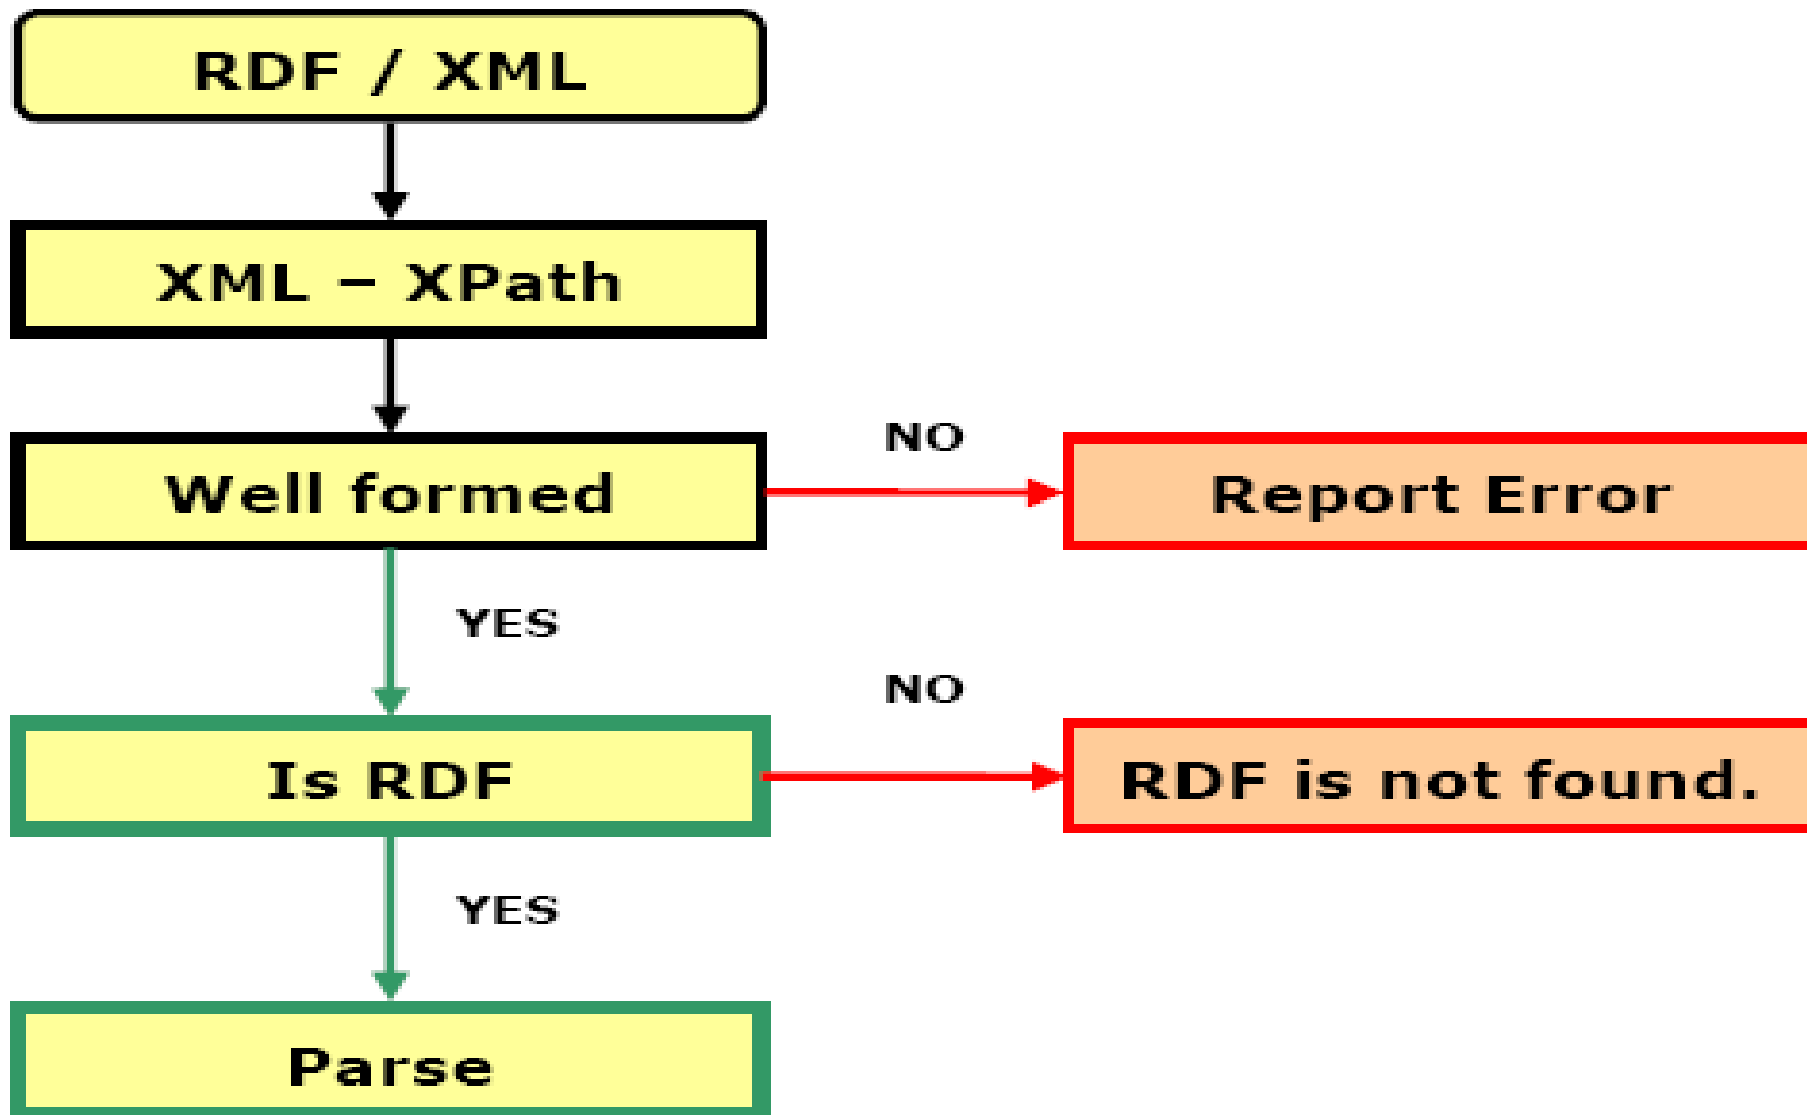 RDF / XML
XML – XPath
Well formed
NO
Report Error
YES
NO
Is RDF
RDF is not found.
YES
Parse